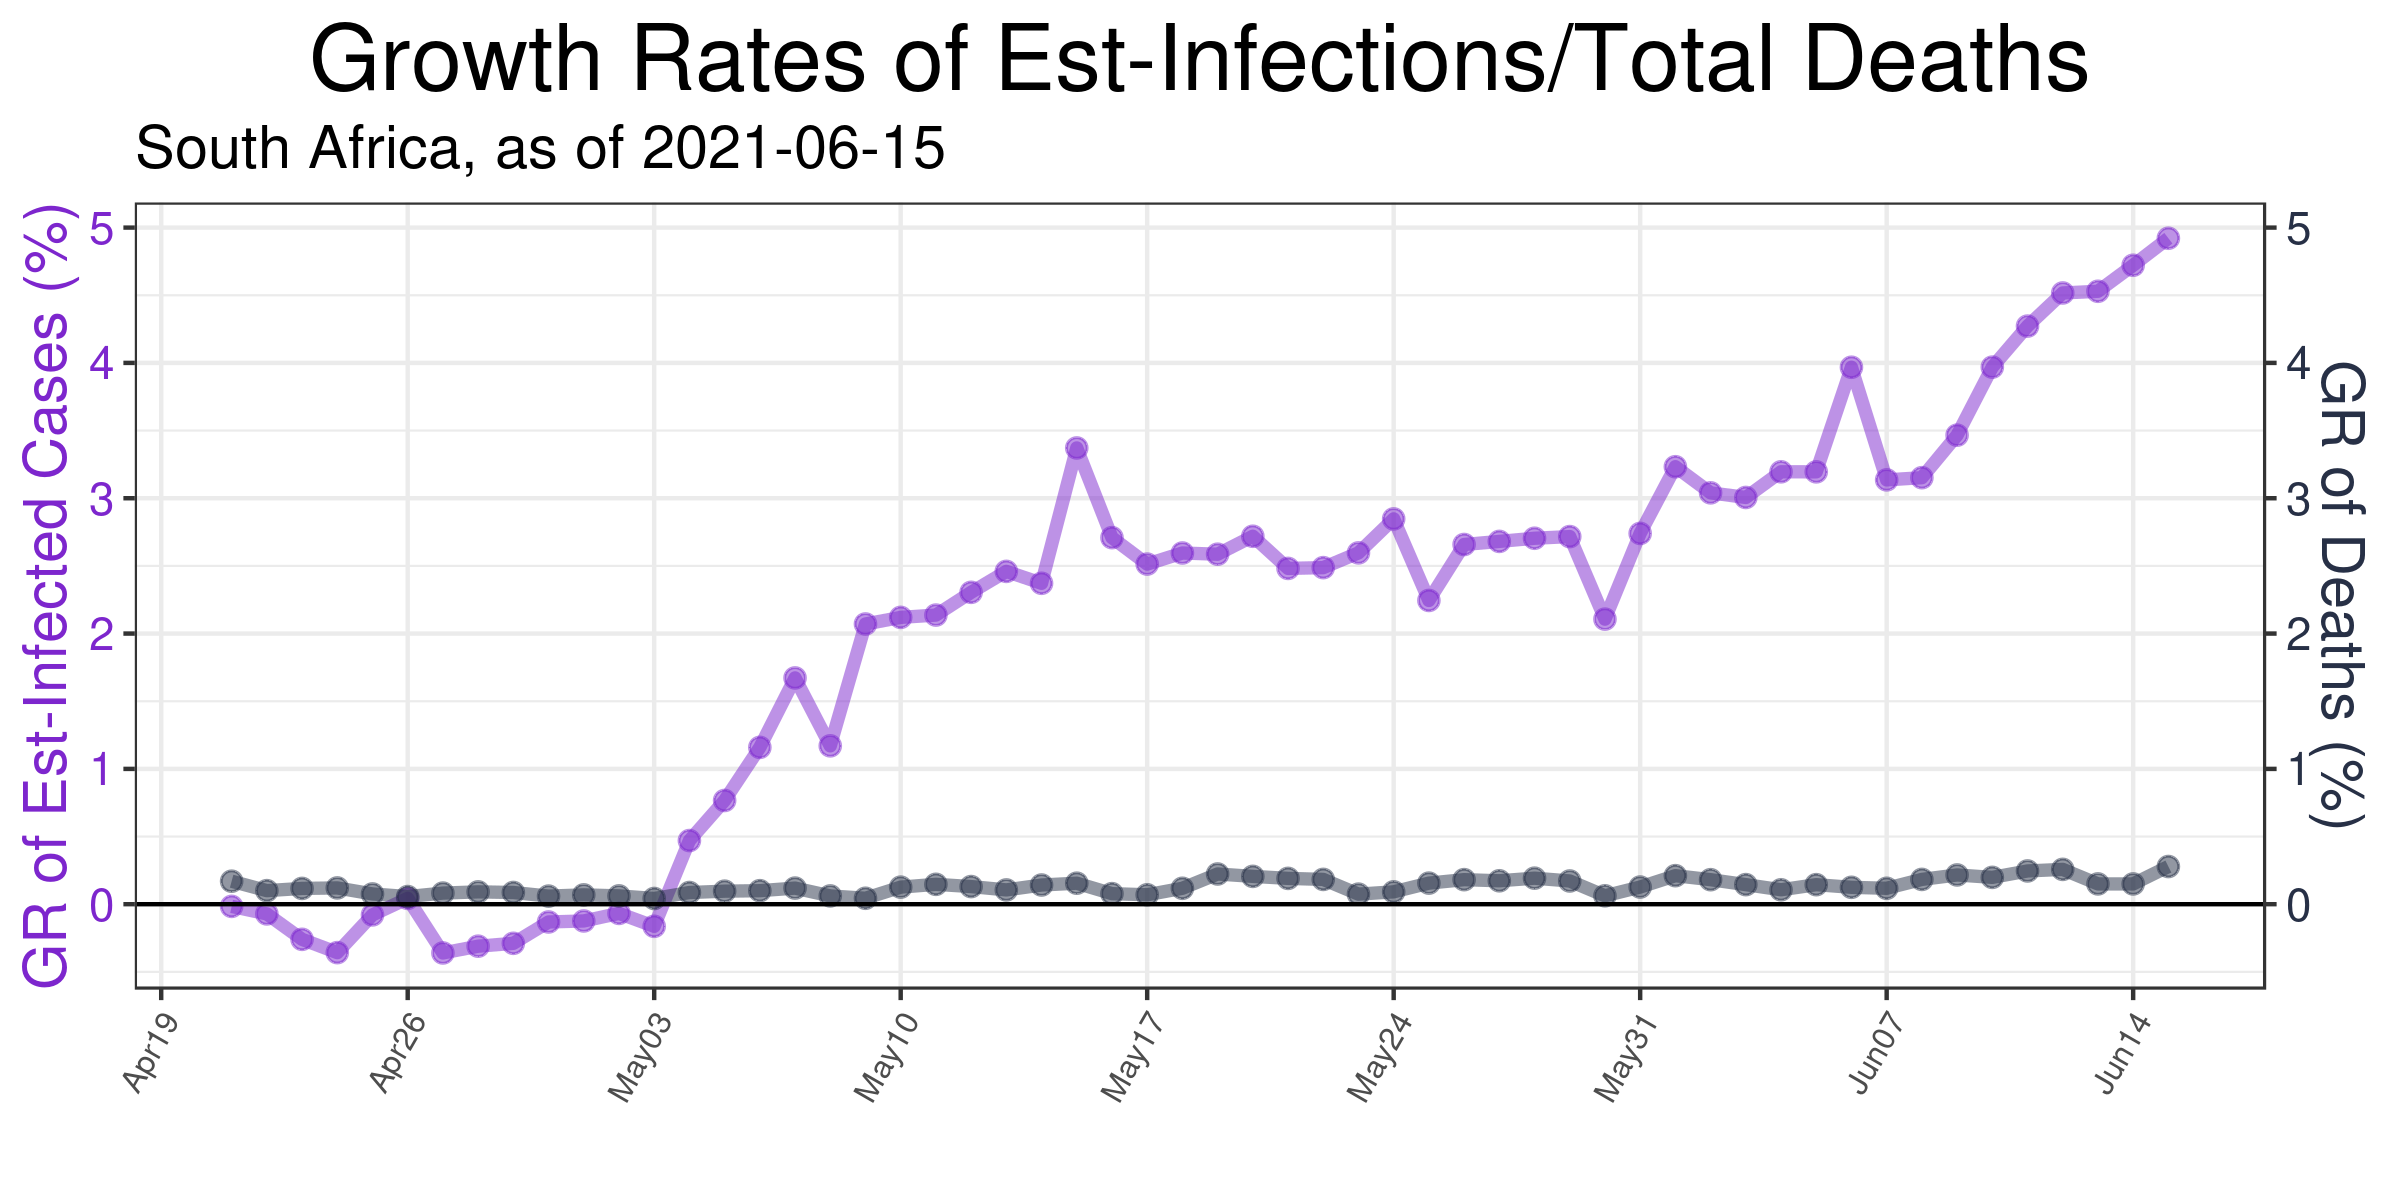 Growth Rates of Est-Infections/Total Deaths
South Africa, as of 2021-06-15
GR of Est-Infected Cases (%)
5
4
3
2
1
0
5
4
3
2
1
0
GR of Deaths (%)
Apr19
Apr26
May03
May10
May17
May24
May31
Jun07
Jun14